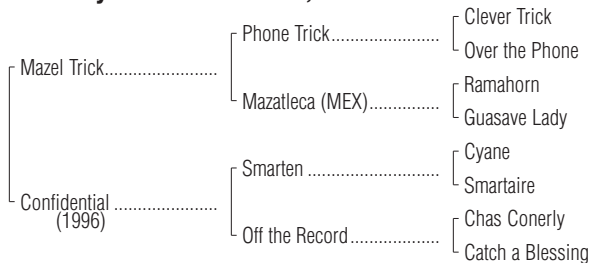 Clever Trick
Phone Trick
Over the Phone
Mazel Trick
Ramahorn
Mazatleca (MEX)
Guasave Lady
Cyane
Smarten
Smartaire
Confidential
(1996)
Chas Conerly
Off the Record
Catch a Blessing